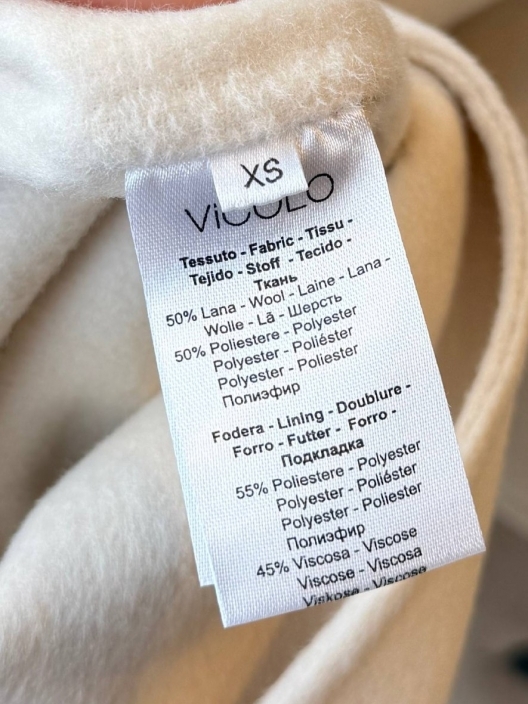 XS
ViCOLO
Tessuto - Fabric - Tissu -
Tejido - Stoff - Tecido -
Ткань
50% Lana - Wool - Laine - Lana -
Wolle - Lã - Шерсть
50% Poliestere - Polyester
Polyester - Poliéster
Polyester - Poliester
Полиэфир
Fodera - Lining - Doublure -
Forro - Futter - Forro -
Подкладка
55% Poliestere - Polyester
Polyester - Poliéster
Polyester - Poliester
Полиэфир
45% Viscosa - Viscose
Viscose - Viscosa
Viskose - Viscose